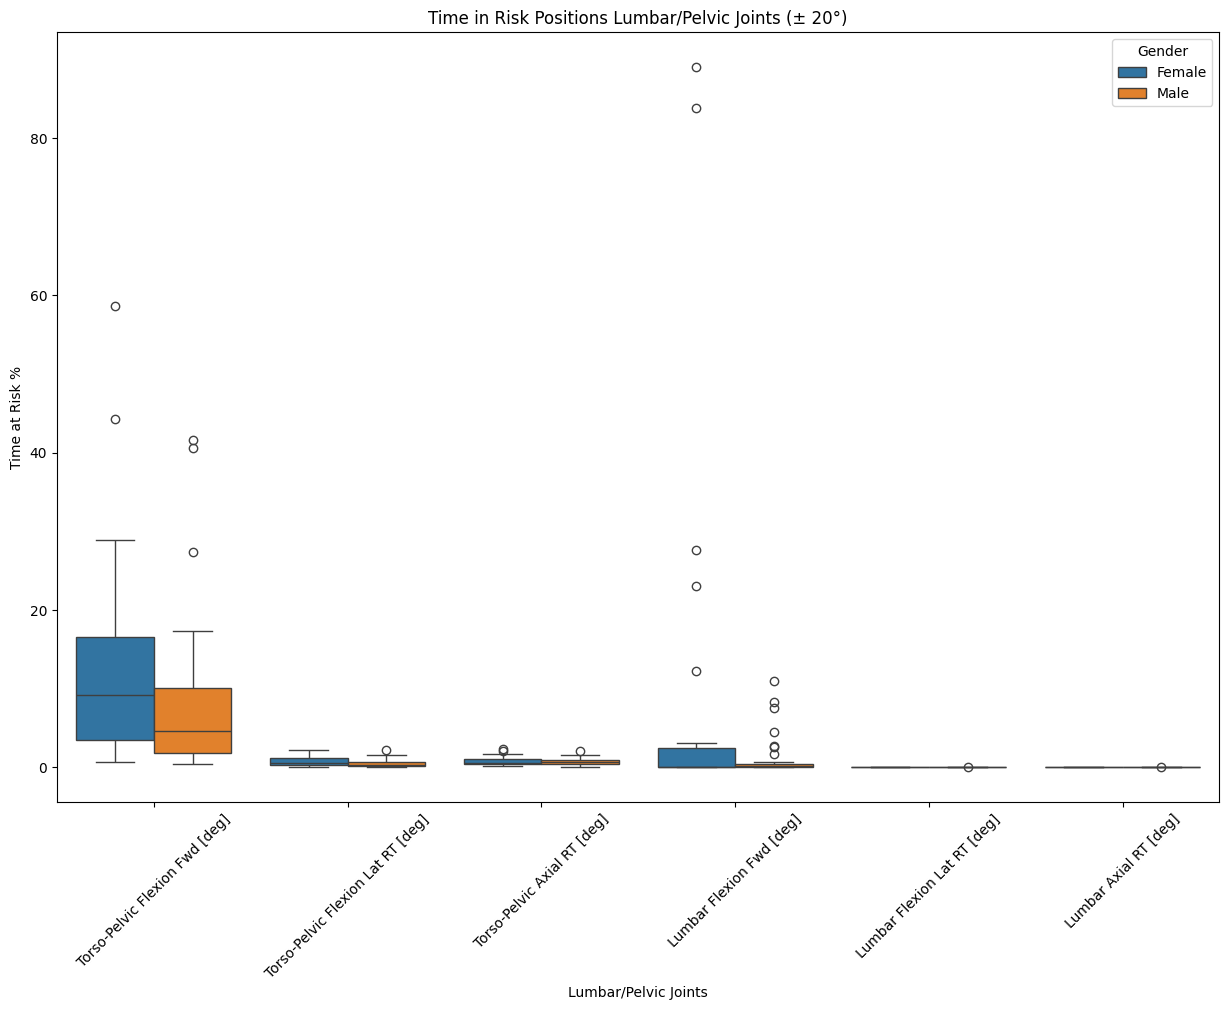 Time in Risk Positions Lumbar/Pelvic Joints (± 20°)
Gender
Female
Male
80
60
40
20
0
Time at Risk %
Torso-Pelvic Flexion Fwd [deg]
Torso-Pelvic Flexion Lat RT [deg]
Torso-Pelvic Axial RT [deg]
Lumbar Flexion Fwd [deg]
Lumbar Flexion Lat RT [deg]
Lumbar Axial RT [deg]
Lumbar/Pelvic Joints